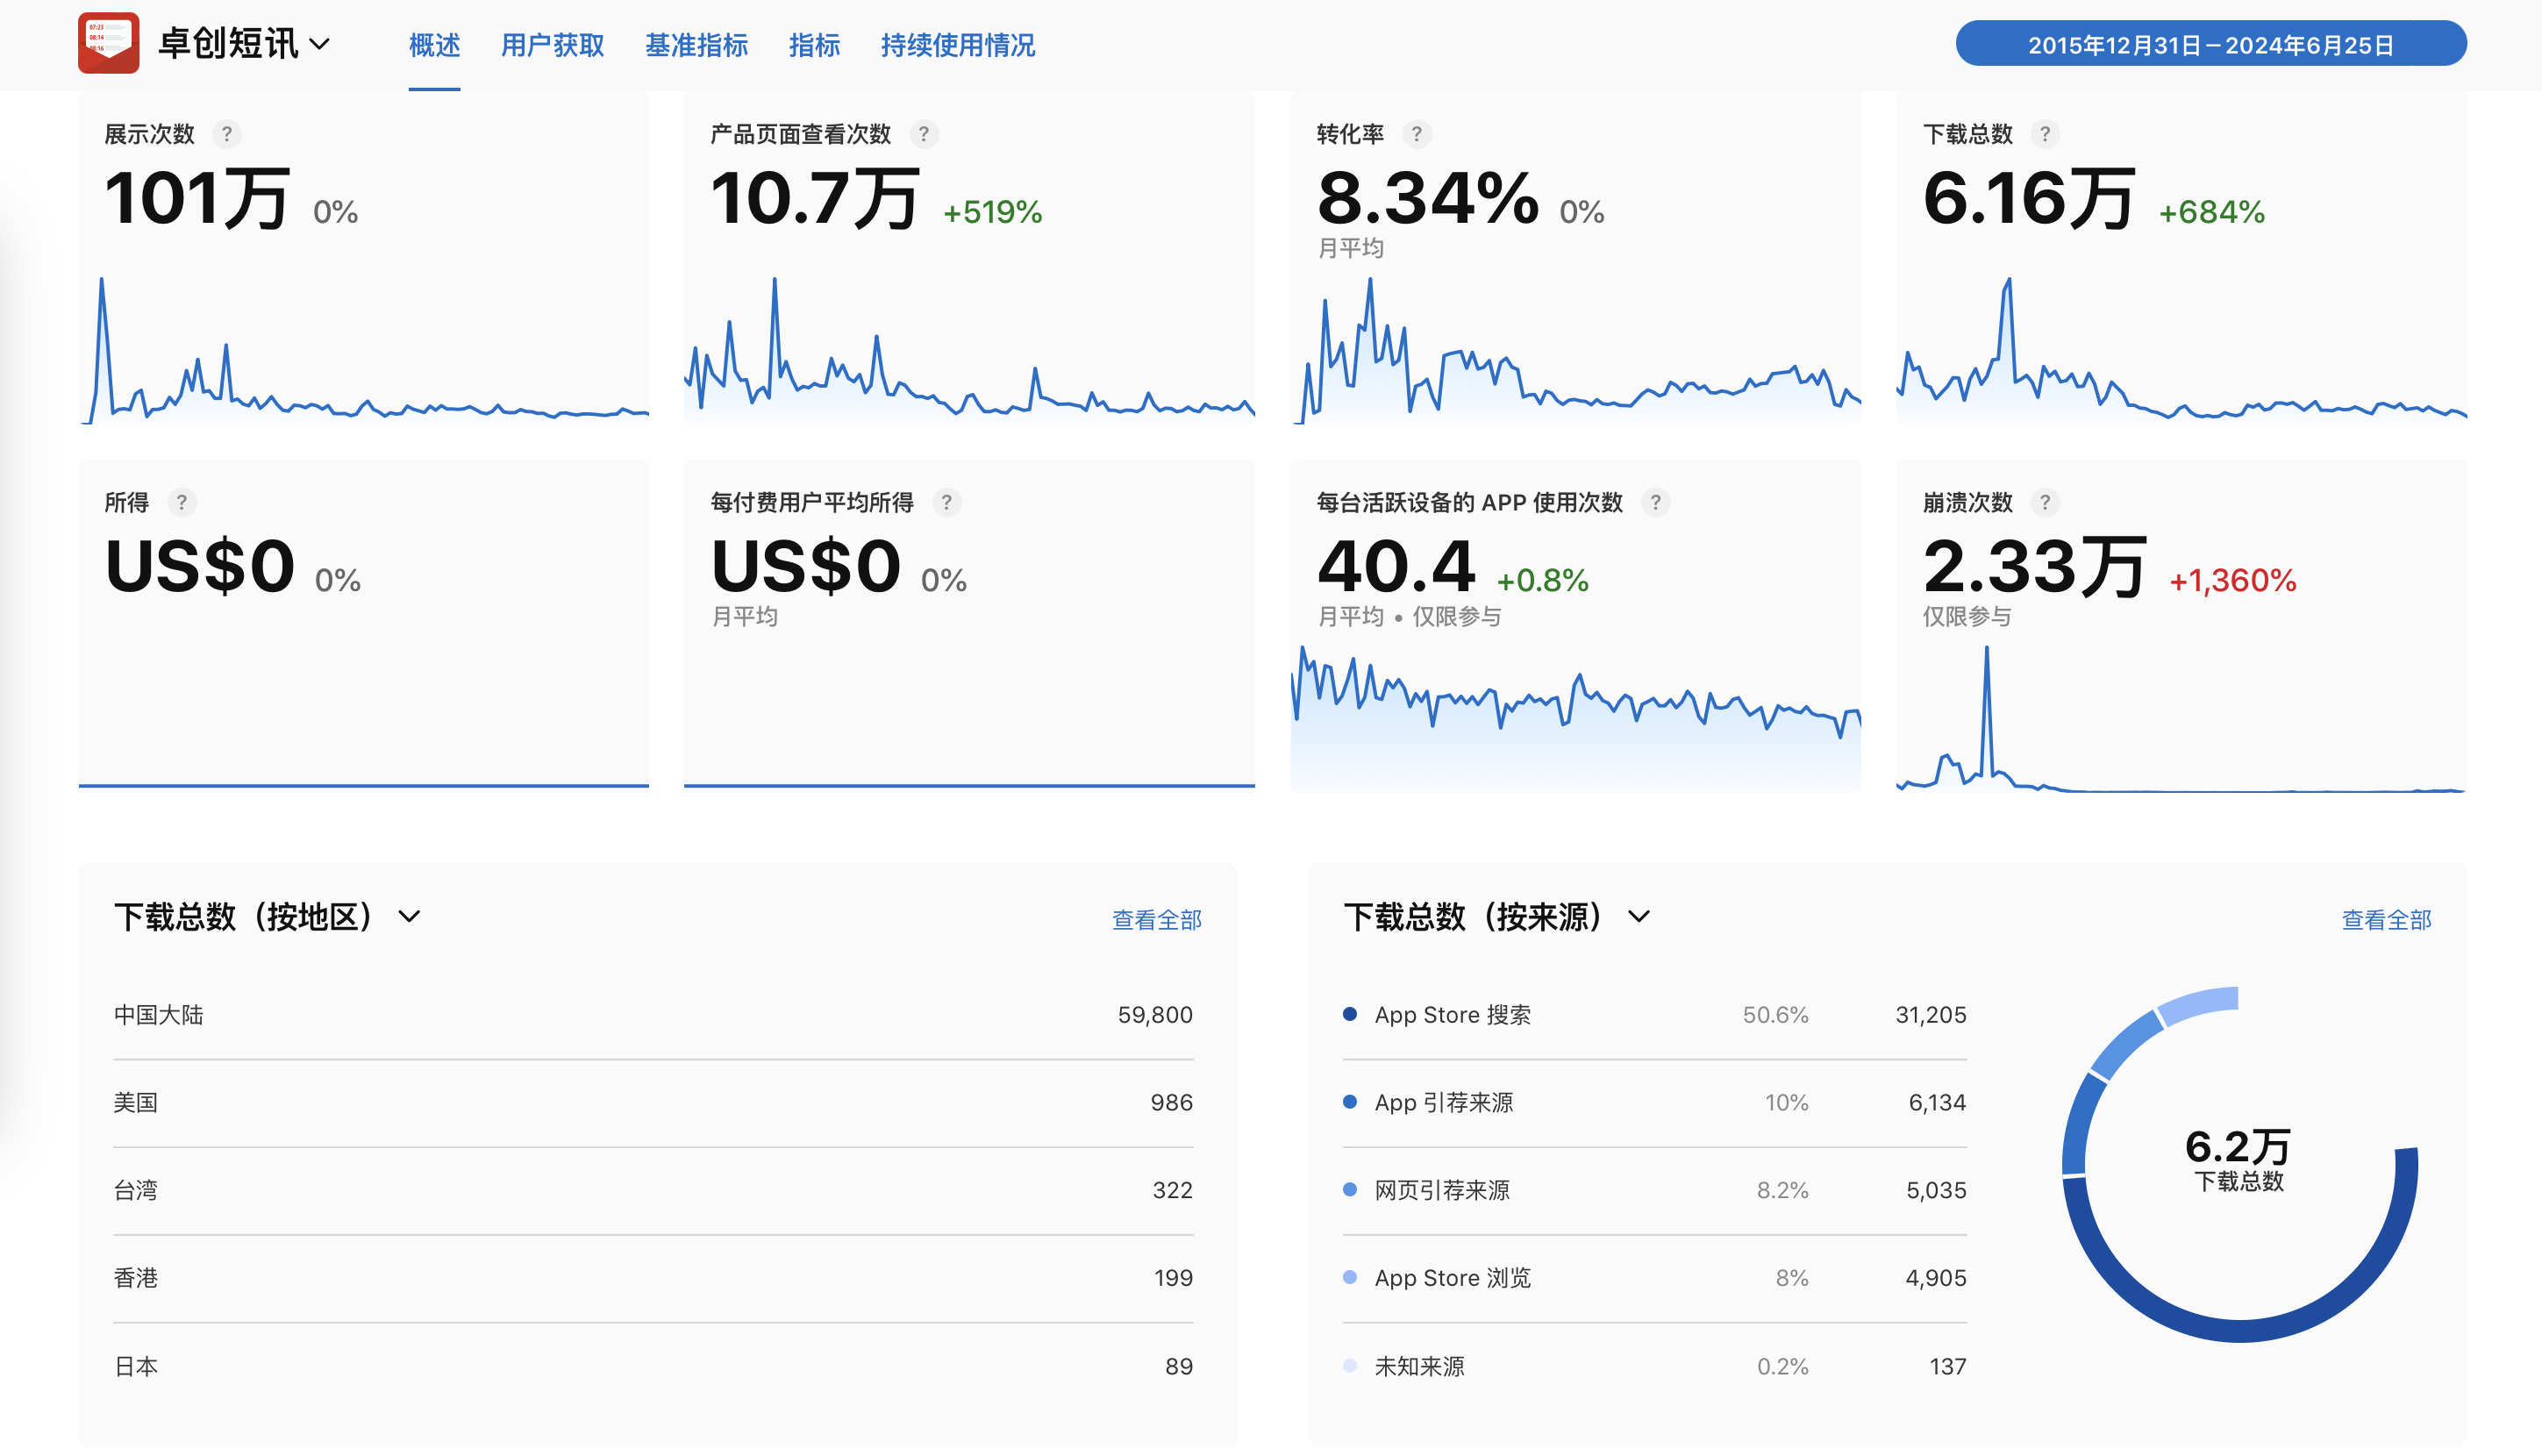 07:23
08:14
08:16
卓创短讯
概述 用户获取 基准指标 指标 持续使用情况
2015年12月31日－2024年6月25日
展示次数 ?
101万 0%
产品页面查看次数 ?
10.7万 +519%
转化率 ?
8.34% 0%
月平均
下载总数 ?
6.16万 +684%
所得 ?
US$0 0%
每付费用户平均所得 ?
US$0 0%
月平均
每台活跃设备的 APP 使用次数 ?
40.4 +0.8%
月平均 • 仅限参与
崩溃次数 ?
2.33万 +1,360%
仅限参与
下载总数（按地区）
查看全部
中国大陆 59,800
美国 986
台湾 322
香港 199
日本 89
下载总数（按来源）
查看全部
App Store 搜索 50.6% 31,205
App 引荐来源 10% 6,134
网页引荐来源 8.2% 5,035
App Store 浏览 8% 4,905
未知来源 0.2% 137
6.2万
下载总数